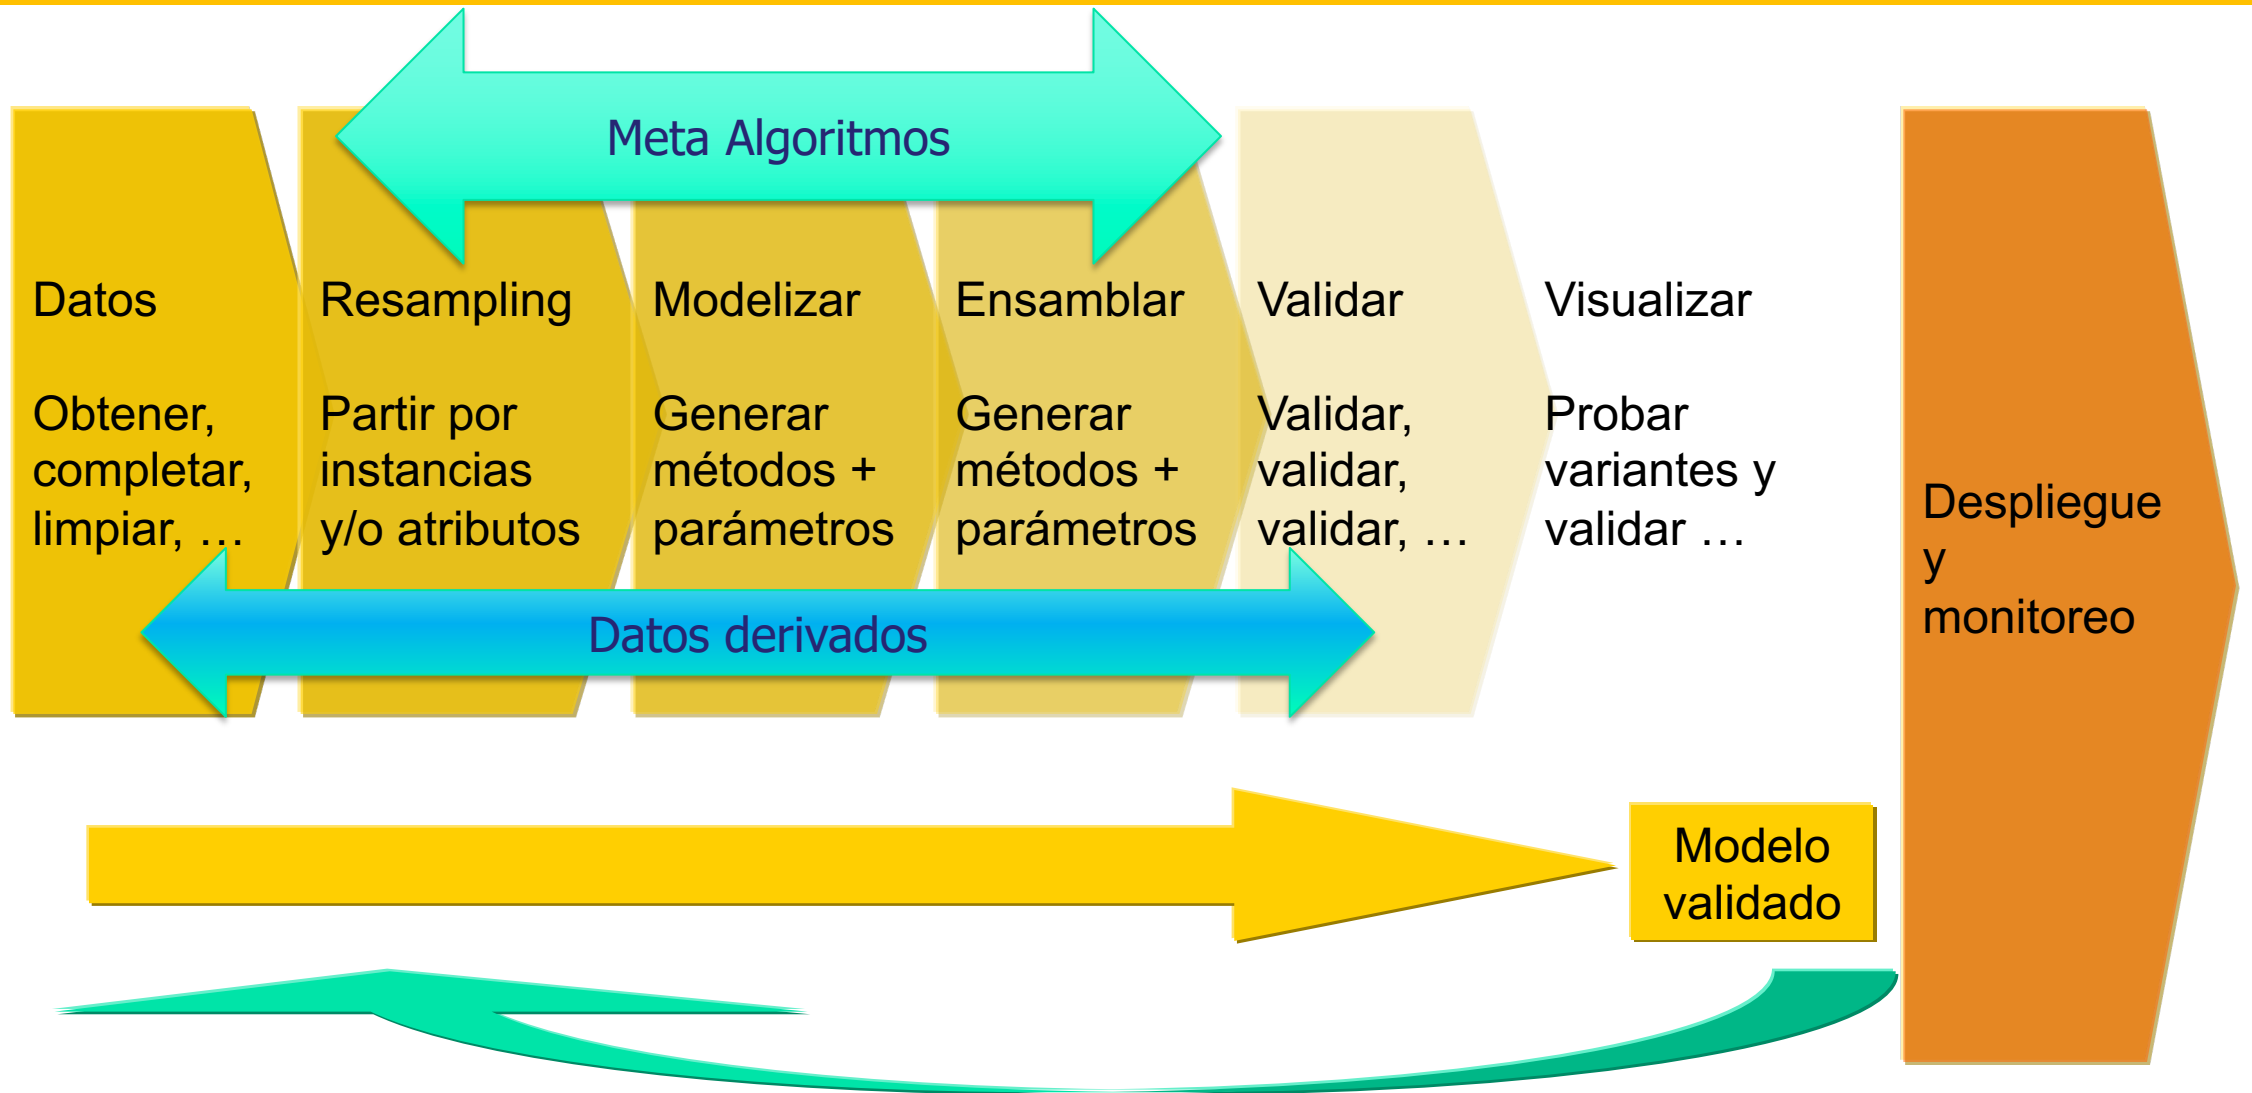 Meta Algoritmos
Datos
Obtener,
completar,
limpiar, …
Resampling
Partir por
instancias
y/o atributos
Modelizar
Generar
métodos +
parámetros
Ensamblar
Generar
métodos +
parámetros
Validar
Validar,
validar,
validar, …
Visualizar
Probar
variantes y
validar …
Datos derivados
Despliegue
y
monitoreo
Modelo
validado